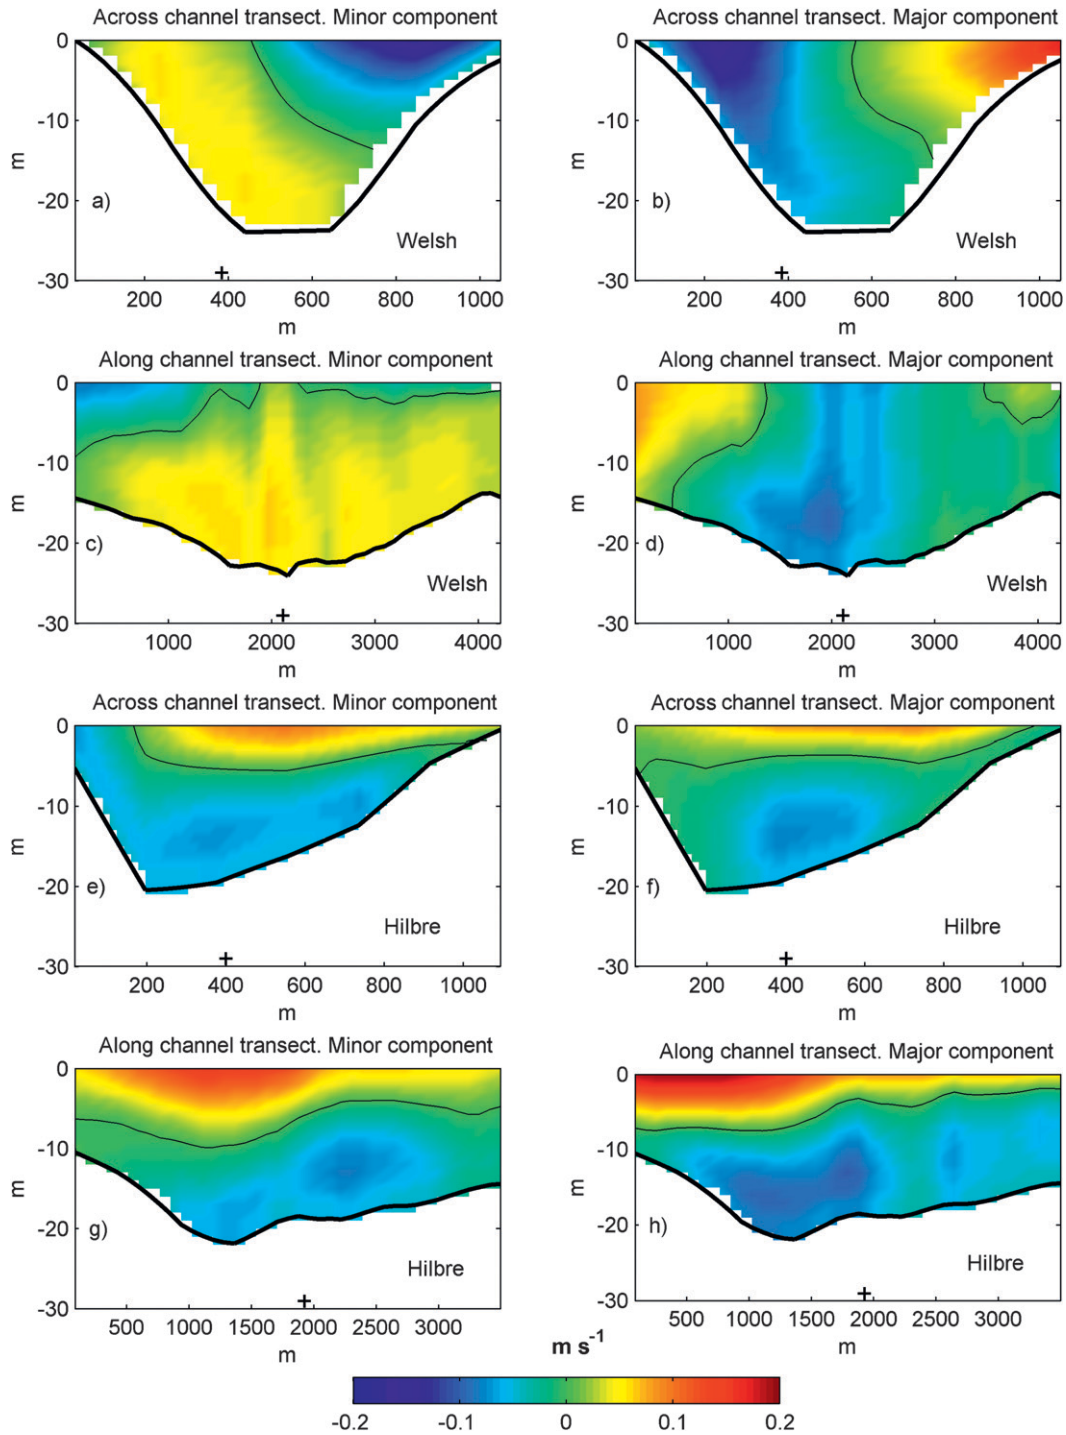 Across channel transect. Minor component
0
-10
-20
-30
m
a)
Welsh
200 400 600 800 1000
m
Across channel transect. Major component
0
-10
-20
-30
m
b)
Welsh
200 400 600 800 1000
m
Along channel transect. Minor component
0
-10
-20
-30
m
c)
Welsh
1000 2000 3000 4000
m
Along channel transect. Major component
0
-10
-20
-30
m
d)
Welsh
1000 2000 3000 4000
m
Across channel transect. Minor component
0
-10
-20
-30
m
e)
Hilbre
200 400 600 800 1000
m
Across channel transect. Major component
0
-10
-20
-30
m
f)
Hilbre
200 400 600 800 1000
m
Along channel transect. Minor component
0
-10
-20
-30
m
g)
Hilbre
500 1000 1500 2000 2500 3000
m
Along channel transect. Major component
0
-10
-20
-30
m
h)
Hilbre
500 1000 1500 2000 2500 3000
m
m s⁻¹
-0.2 -0.1 0 0.1 0.2